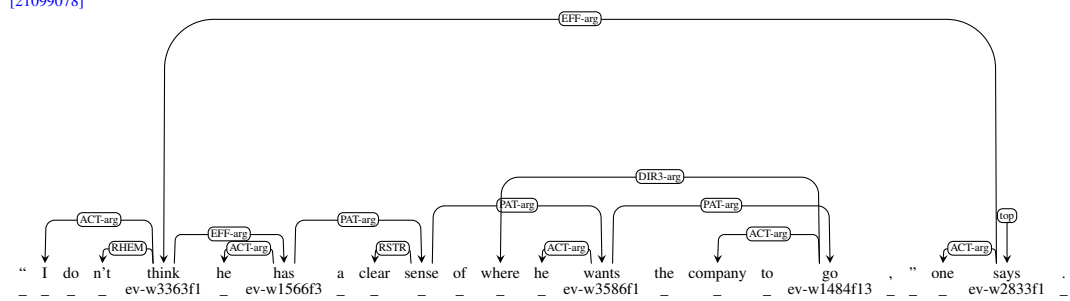 [21099078]
EFF-arg
DIR3-arg
PAT-arg PAT-arg
ACT-arg PAT-arg top
EFF-arg ACT-arg
RHEM ACT-arg RSTR ACT-arg ACT-arg
“ I do n't think he has a clear sense of where he wants the company to go , ” one says .
_ _ _ _ ev-w3363f1 _ ev-w1566f3 _ _ _ _ _ _ ev-w3586f1 _ _ _ ev-w1484f13 _ _ _ ev-w2833f1 _